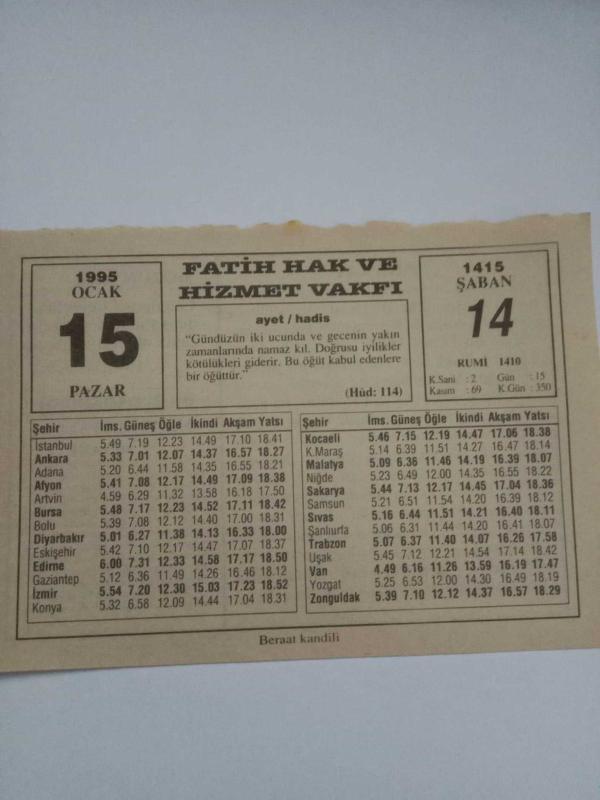 1995
OCAK
15
PAZAR
FATİH HAK VE
HİZMET VAKFI
ayet / hadis
"Gündüzün iki ucunda ve gecenin yakın
zamanlarında namaz kıl. Doğrusu iyilikler
kötülükleri giderir. Bu öğüt kabul edenlere
bir öğüttür."
(Hûd: 114)
1415
ŞABAN
14
RUMİ 1410
K.Sani : 2 Gün : 15
Kasım : 69 K.Gün : 350
Şehir İms. Güneş Öğle İkindi Akşam Yatsı
İstanbul 5.49 7.19 12.23 14.49 17.10 18.41
Ankara 5.33 7.01 12.07 14.37 16.57 18.27
Adana 5.20 6.44 11.58 14.35 16.55 18.21
Afyon 5.41 7.08 12.17 14.49 17.09 18.38
Artvin 4.59 6.29 11.32 13.58 16.18 17.50
Bursa 5.48 7.17 12.23 14.52 17.11 18.42
Bolu 5.39 7.08 12.12 14.40 17.00 18.31
Diyarbakır 5.01 6.27 11.38 14.13 16.33 18.00
Eskişehir 5.42 7.10 12.17 14.47 17.07 18.37
Edirne 6.00 7.31 12.33 14.58 17.17 18.50
Gaziantep 5.12 6.36 11.49 14.26 16.46 18.12
İzmir 5.54 7.20 12.30 15.03 17.23 18.52
Konya 5.32 6.58 12.09 14.44 17.04 18.31
Şehir İms. Güneş Öğle İkindi Akşam Yatsı
Kocaeli 5.46 7.15 12.19 14.47 17.06 18.38
K.Maraş 5.14 6.39 11.51 14.27 16.47 18.14
Malatya 5.09 6.36 11.46 14.19 16.39 18.07
Niğde 5.23 6.49 12.00 14.35 16.55 18.22
Sakarya 5.44 7.13 12.17 14.45 17.04 18.36
Samsun 5.21 6.51 11.54 14.20 16.39 18.12
Sıvas 5.16 6.44 11.51 14.21 16.40 18.11
Şanlıurfa 5.06 6.31 11.44 14.20 16.41 18.07
Trabzon 5.07 6.37 11.40 14.07 16.26 17.58
Uşak 5.45 7.12 12.21 14.54 17.14 18.42
Van 4.49 6.16 11.26 13.59 16.19 17.47
Yozgat 5.25 6.53 12.00 14.30 16.49 18.19
Zonguldak 5.39 7.10 12.12 14.37 16.57 18.29
Beraat kandili